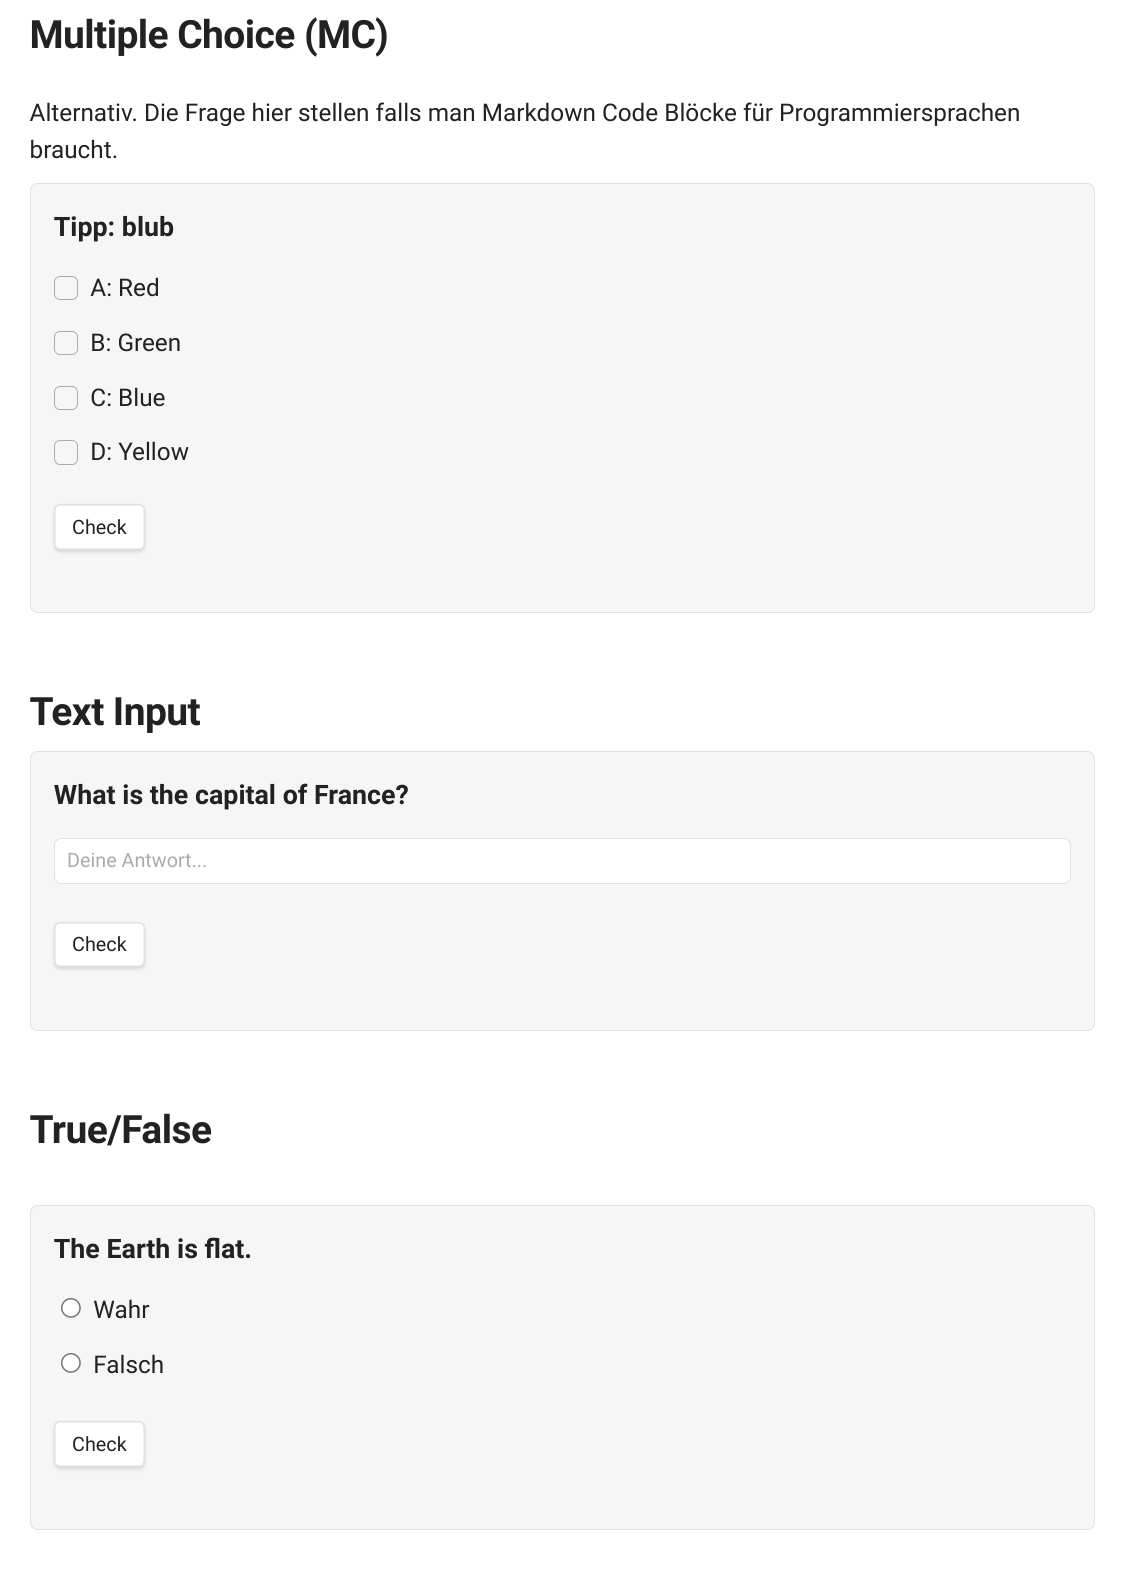 Multiple Choice (MC)
Alternativ. Die Frage hier stellen falls man Markdown Code Blöcke für Programmiersprachen
braucht.
Tipp: blub
A: Red
B: Green
C: Blue
D: Yellow
Check
Text Input
What is the capital of France?
Deine Antwort...
Check
True/False
The Earth is flat.
Wahr
Falsch
Check